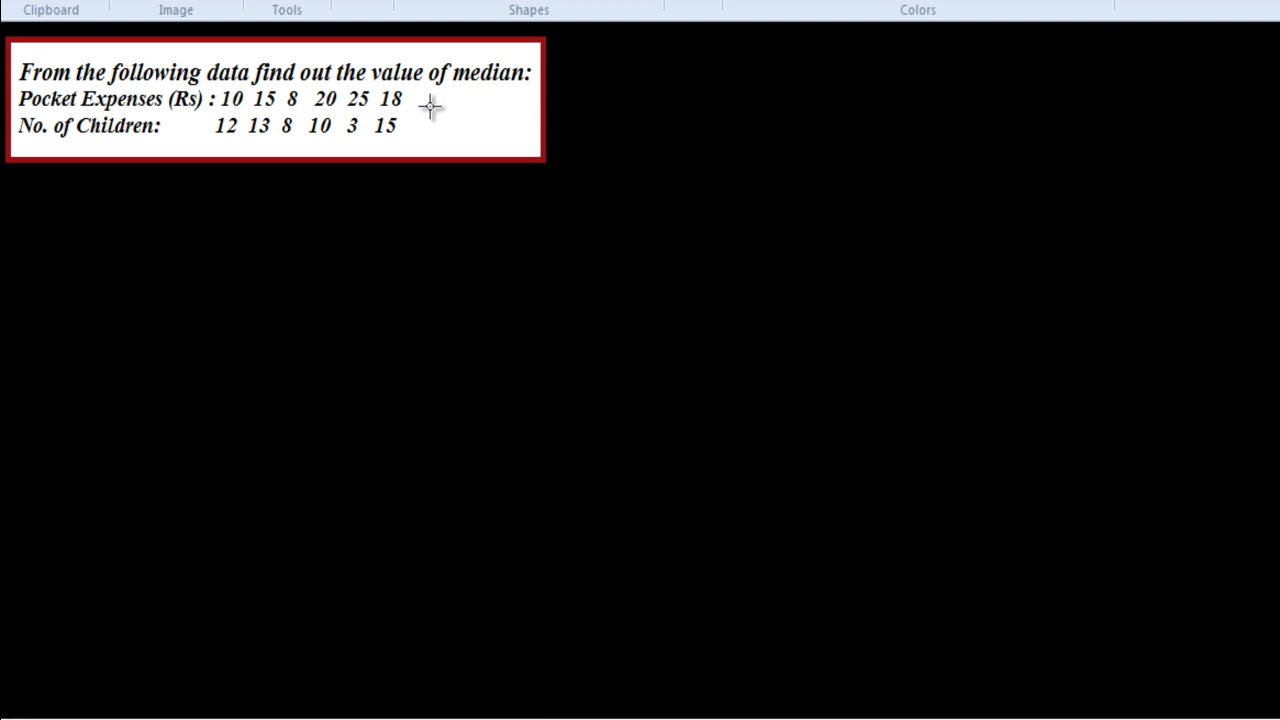 Clipboard Image Tools Shapes Colors
From the following data find out the value of median:
Pocket Expenses (Rs) : 10 15 8 20 25 18
No. of Children: 12 13 8 10 3 15